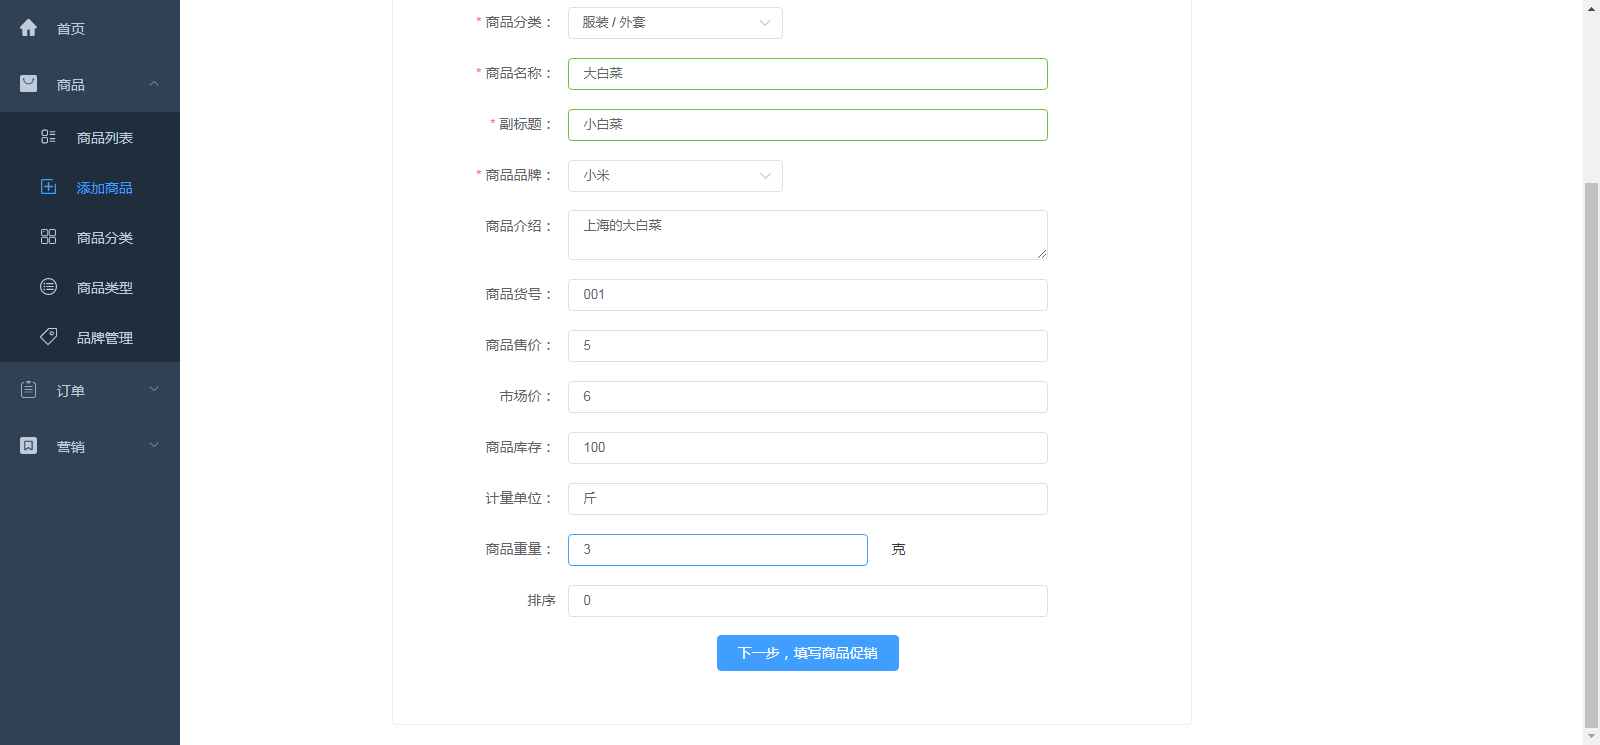 首页
商品
商品列表
添加商品
商品分类
商品类型
品牌管理
订单
营销
* 商品分类： 服装 / 外套
* 商品名称： 大白菜
* 副标题： 小白菜
* 商品品牌： 小米
商品介绍： 上海的大白菜
商品货号： 001
商品售价： 5
市场价： 6
商品库存： 100
计量单位： 斤
商品重量： 3 克
排序 0
下一步，填写商品促销